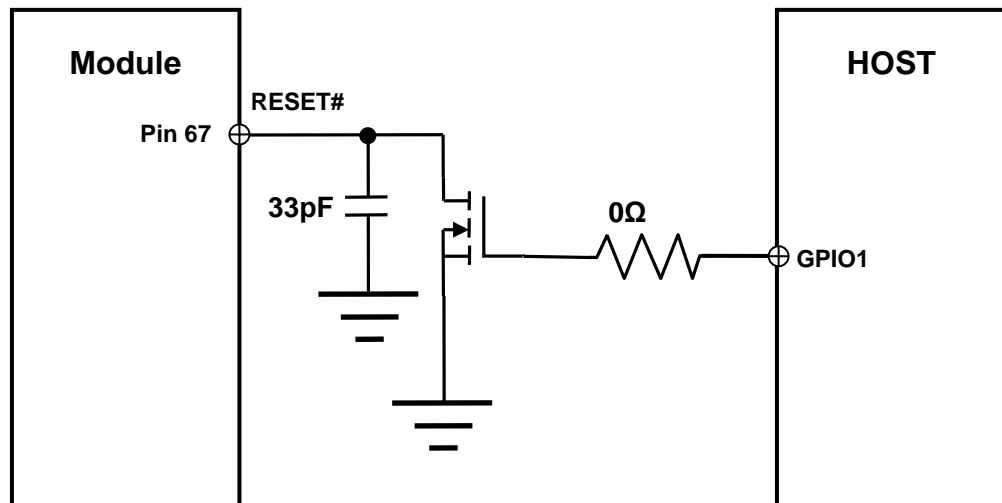 Module
HOST
RESET#
Pin 67
33pF
0Ω
GPIO1